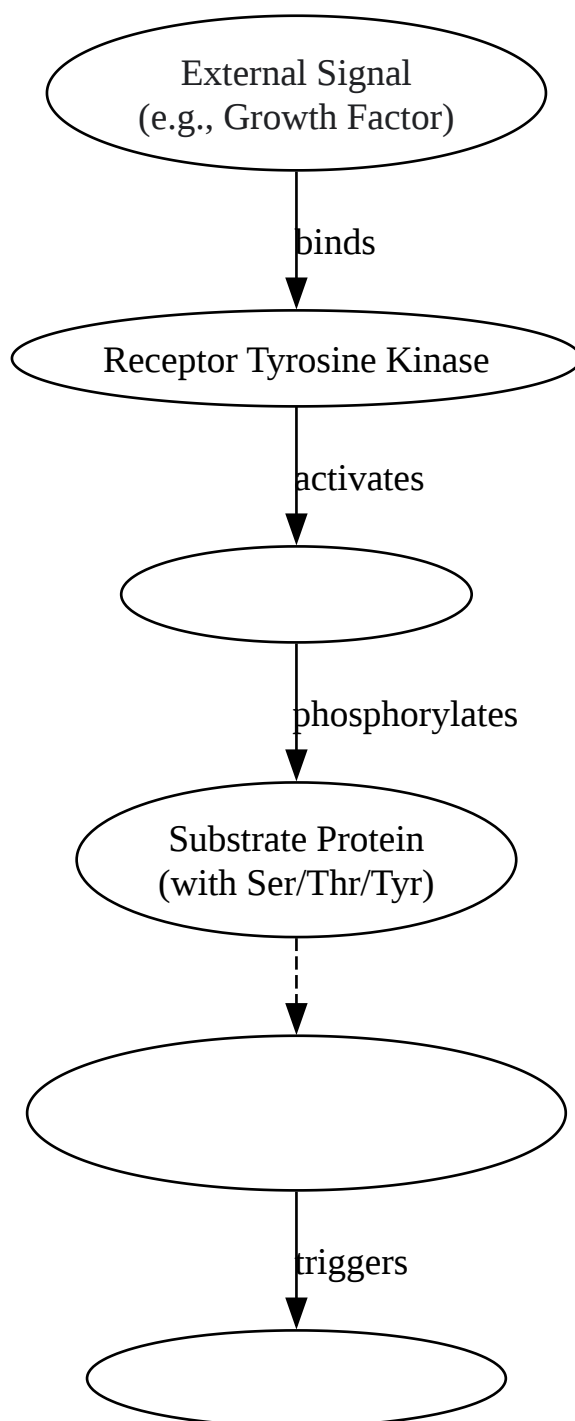 External Signal
(e.g., Growth Factor)
binds
Receptor Tyrosine Kinase
activates
phosphorylates
Substrate Protein
(with Ser/Thr/Tyr)
triggers